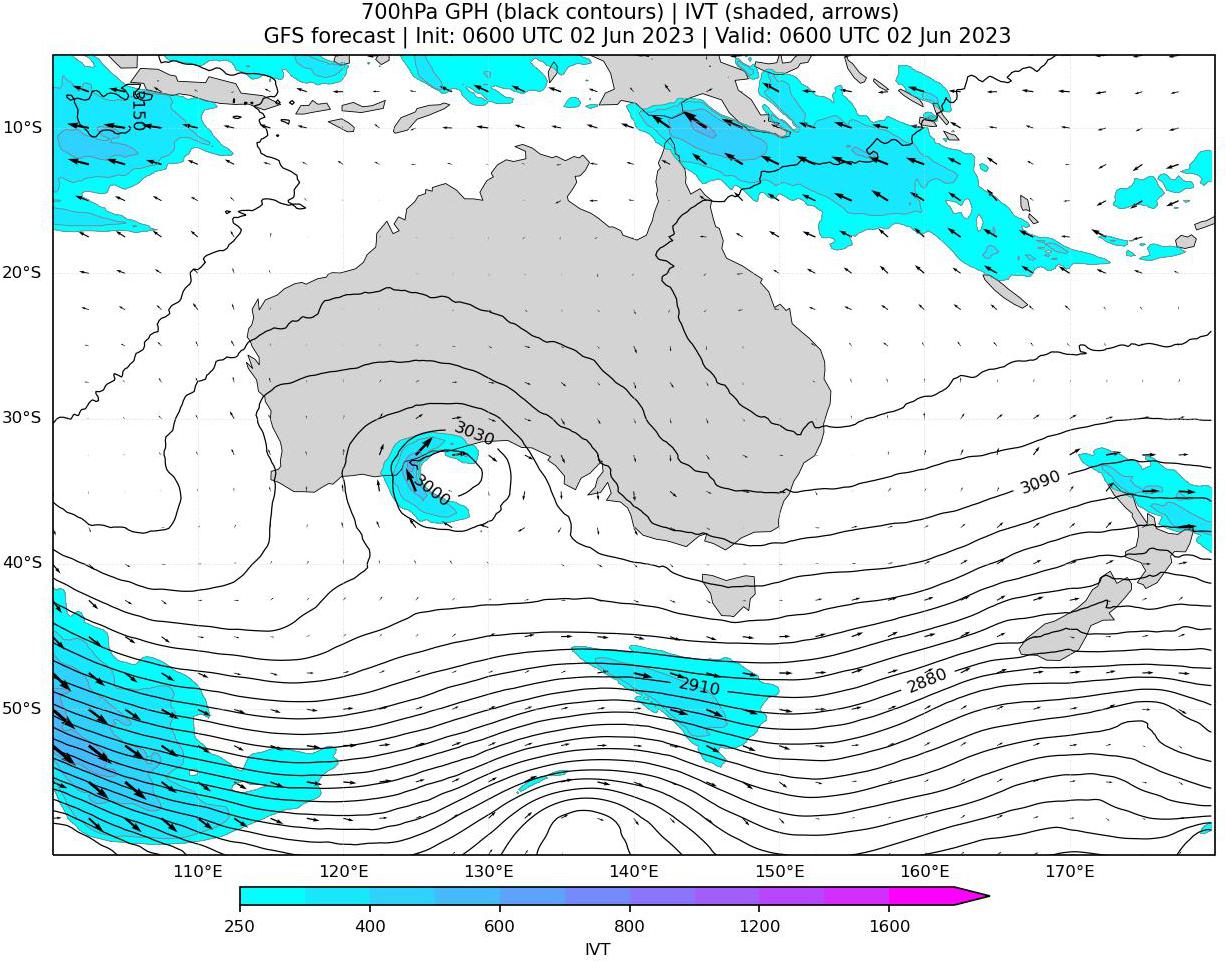 700hPa GPH (black contours) | IVT (shaded, arrows)
GFS forecast | Init: 0600 UTC 02 Jun 2023 | Valid: 0600 UTC 02 Jun 2023
3150
10°S
20°S
30°S
3030
3000
3090
40°S
2910
2880
50°S
110°E 120°E 130°E 140°E 150°E 160°E 170°E
250 400 600 800 1200 1600
IVT